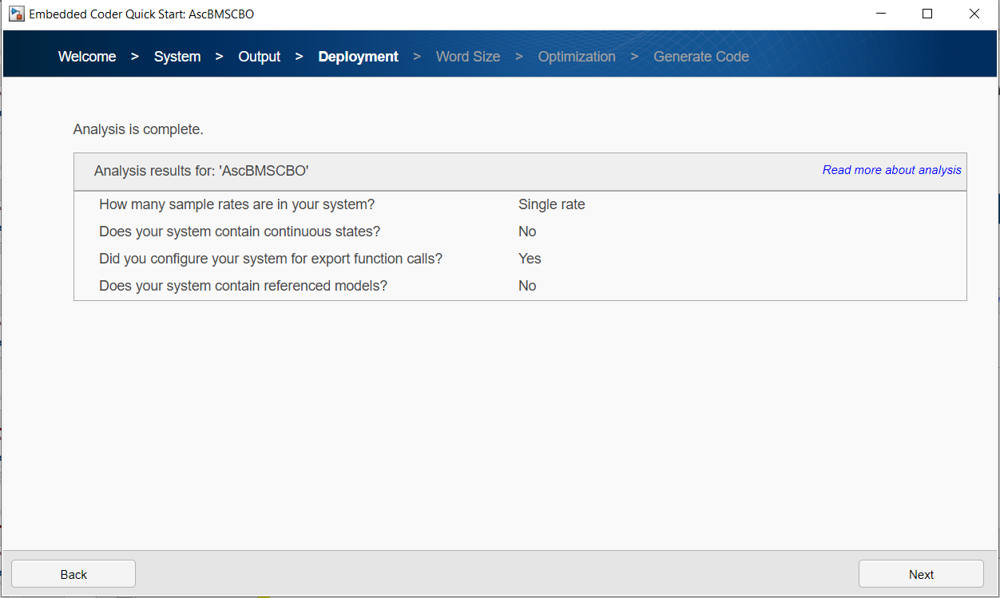 Embedded Coder Quick Start: AscBMSCBO
Welcome > System > Output > Deployment > Word Size > Optimization > Generate Code
Analysis is complete.
Analysis results for: 'AscBMSCBO' Read more about analysis
How many sample rates are in your system? Single rate
Does your system contain continuous states? No
Did you configure your system for export function calls? Yes
Does your system contain referenced models? No
Back Next